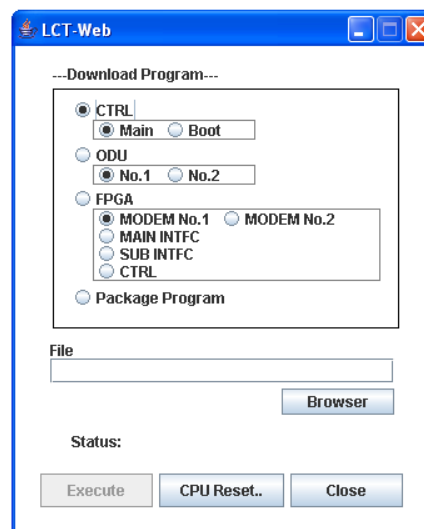 LCT-Web
---Download Program---
CTRL
Main Boot
ODU
No.1 No.2
FPGA
MODEM No.1 MODEM No.2
MAIN INTFC
SUB INTFC
CTRL
Package Program
File
Browser
Status:
Execute CPU Reset.. Close